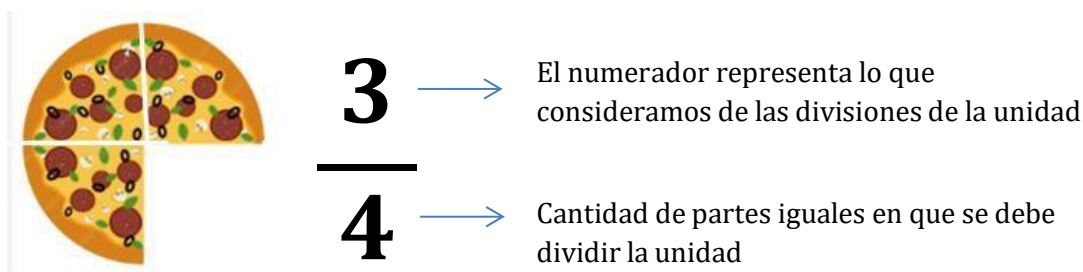 3
El numerador representa lo que
consideramos de las divisiones de la unidad
4
Cantidad de partes iguales en que se debe
dividir la unidad